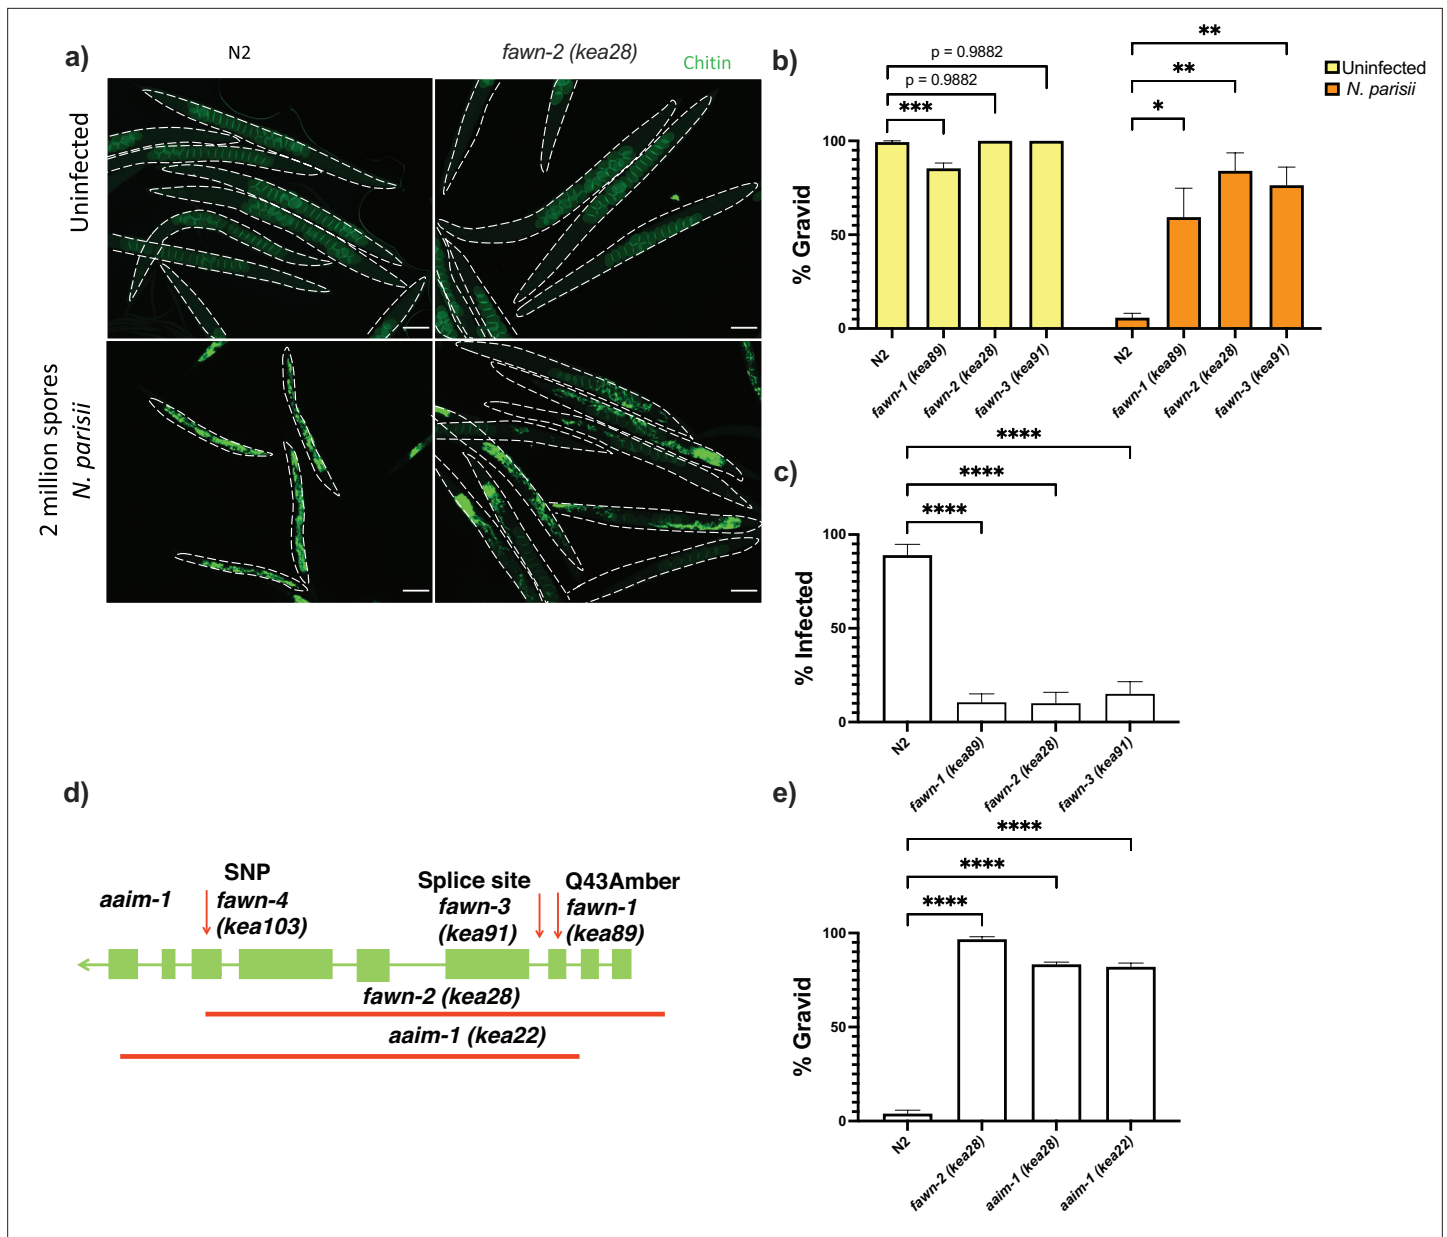 a)
N2
fawn-2 (kea28)
Chitin
Uninfected
2 million spores
N. parisii
b)
p = 0.9882
p = 0.9882
***
**
**
*
Uninfected
N. parisii
% Gravid
100
50
0
N2
fawn-1 (kea89)
fawn-2 (kea28)
fawn-3 (kea91)
N2
fawn-1 (kea89)
fawn-2 (kea28)
fawn-3 (kea91)
c)
****
****
****
% Infected
100
50
0
N2
fawn-1 (kea89)
fawn-2 (kea28)
fawn-3 (kea91)
d)
aaim-1
SNP
fawn-4
(kea103)
Splice site
fawn-3
(kea91)
Q43Amber
fawn-1
(kea89)
fawn-2 (kea28)
aaim-1 (kea22)
e)
****
****
****
% Gravid
100
50
0
N2
fawn-2 (kea28)
aaim-1 (kea28)
aaim-1 (kea22)